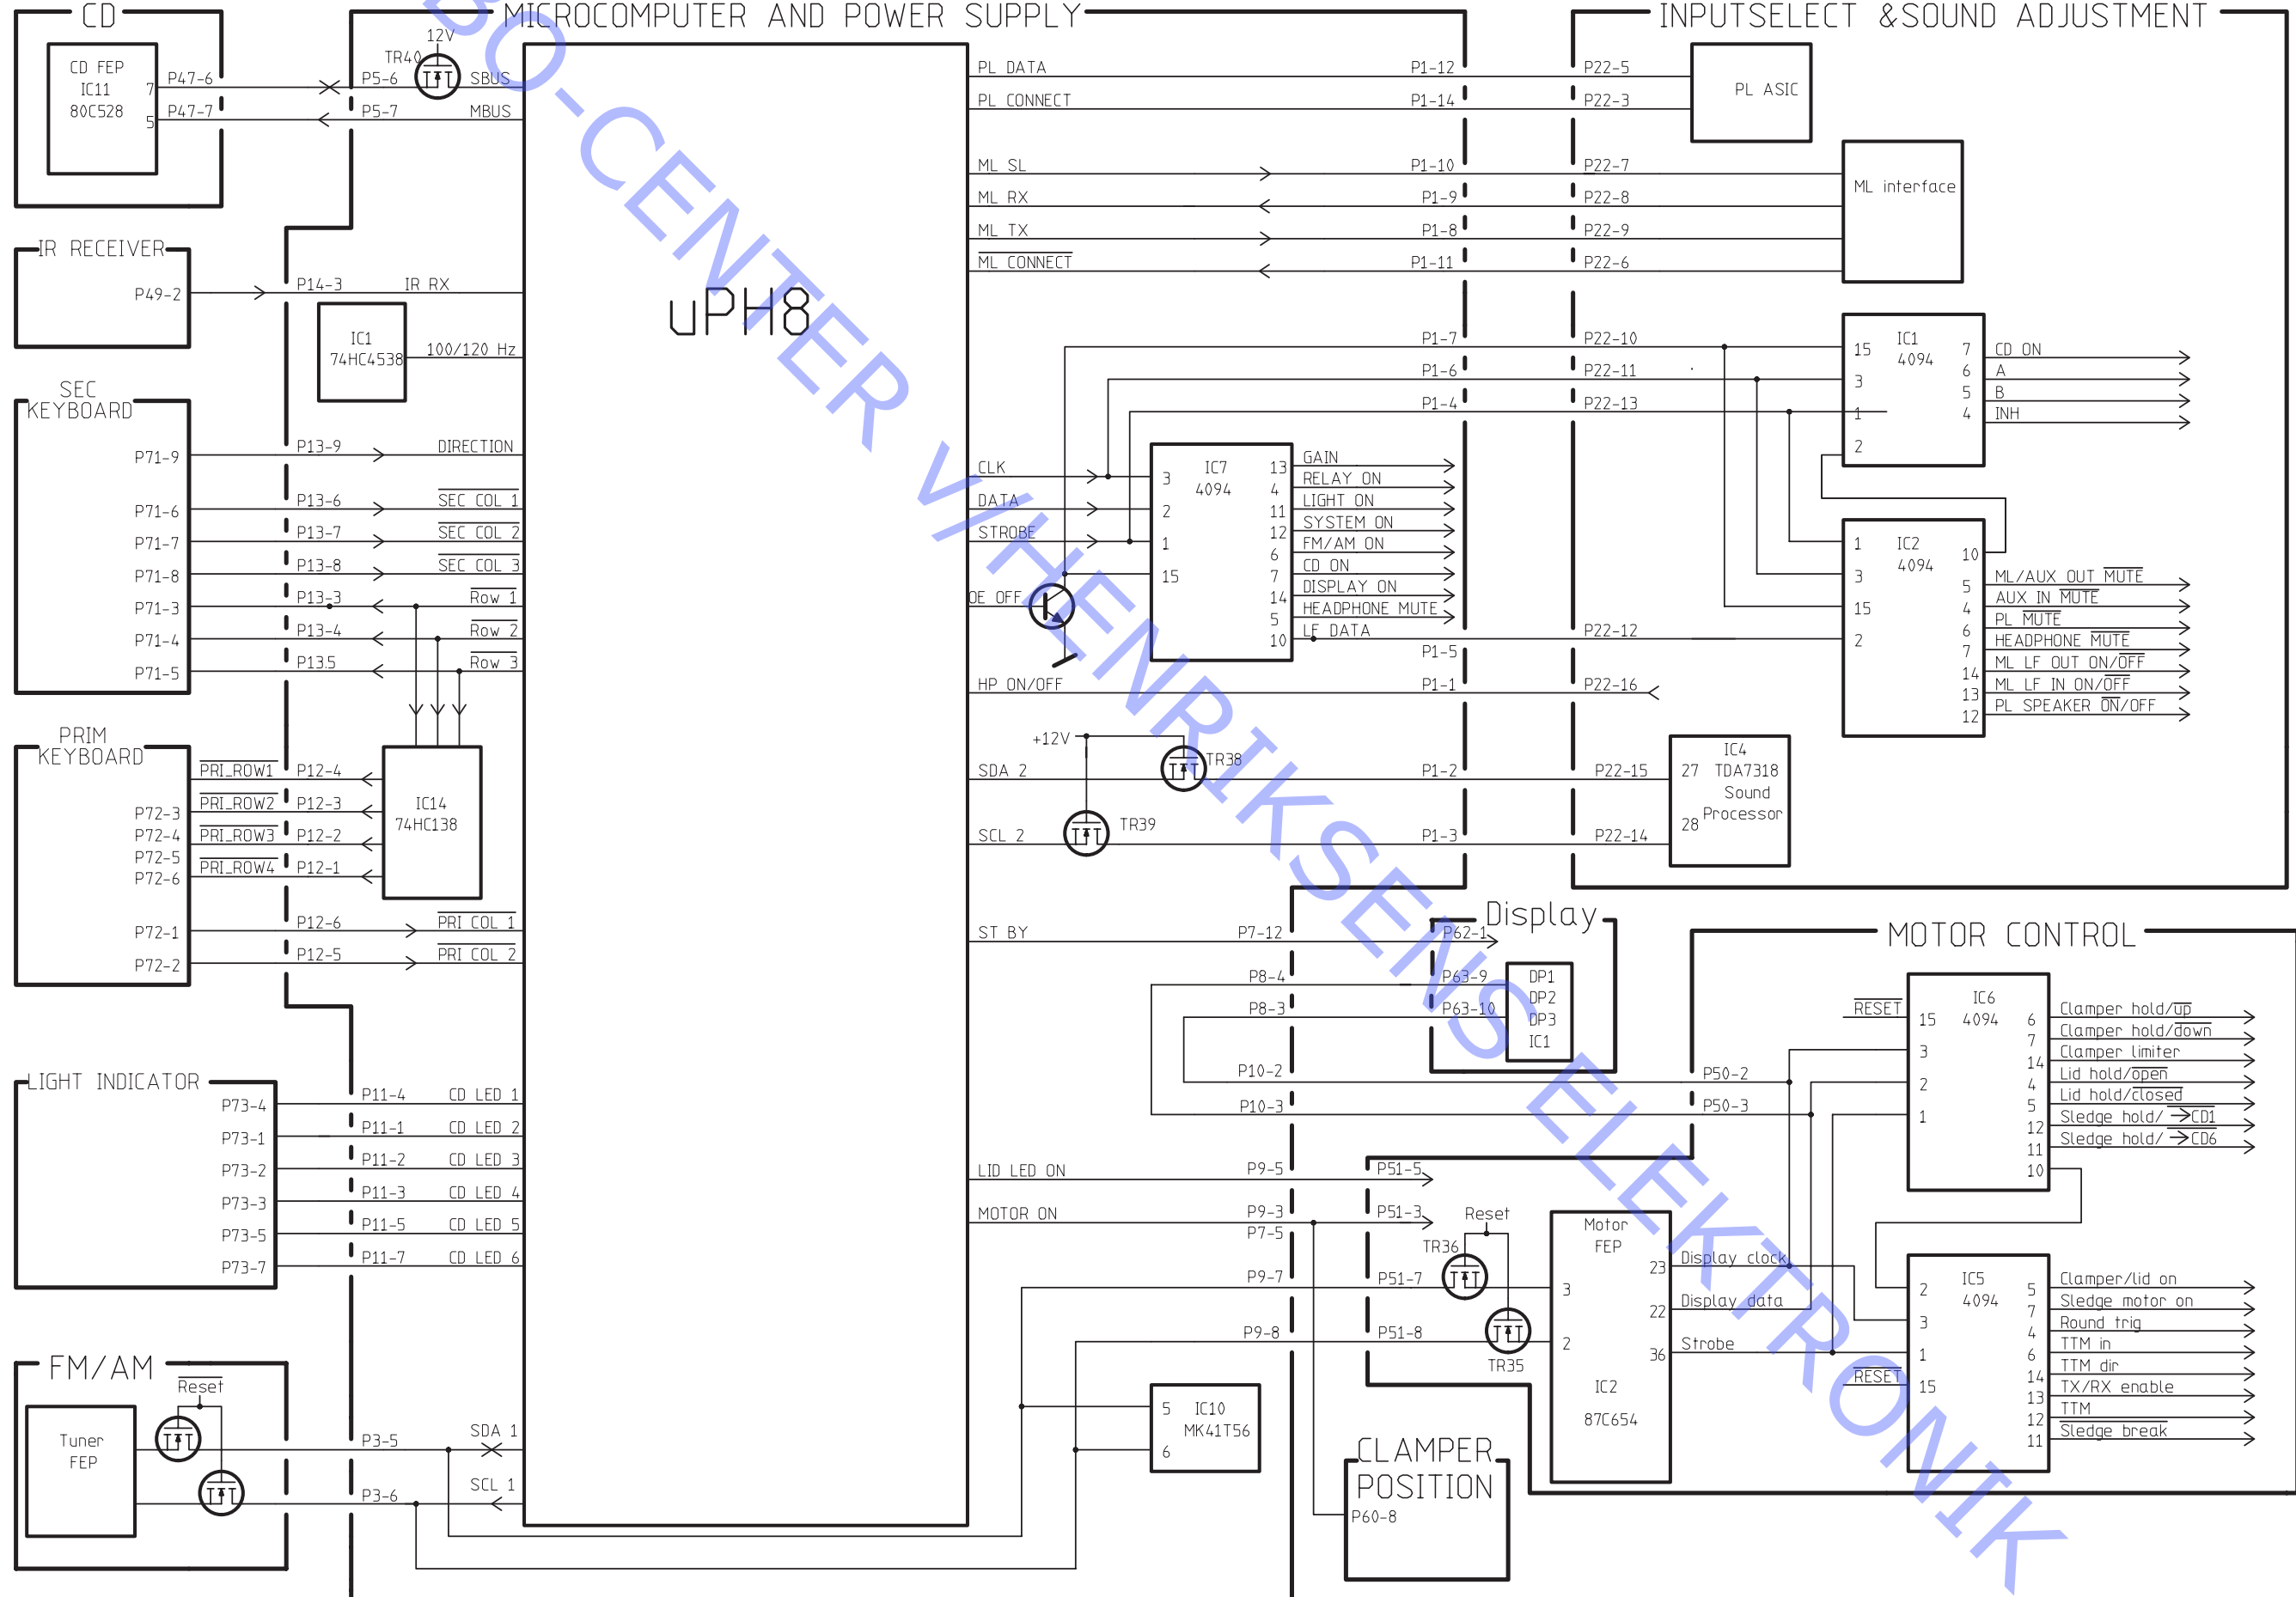 CD
CD FEP
IC11
80C528
7
5
P47-6
P47-7
MICROCOMPUTER AND POWER SUPPLY
12V
TR40
P5-6
SBUS
P5-7
MBUS
uPH8
IR RECEIVER
P49-2
P14-3
IR RX
IC1
74HC4538
100/120 Hz
SEC
KEYBOARD
P71-9
P13-9
DIRECTION
P71-6
P13-6
SEC COL 1
P71-7
P13-7
SEC COL 2
P71-8
P13-8
SEC COL 3
P71-3
P13-3
Row 1
P71-4
P13-4
Row 2
P71-5
P13.5
Row 3
PRIM
KEYBOARD
PRI_ROW1
P12-4
P72-3
PRI_ROW2
P12-3
P72-4
PRI_ROW3
P12-2
P72-5
P72-6
PRI_ROW4
P12-1
IC14
74HC138
P72-1
P12-6
PRI COL 1
P72-2
P12-5
PRI COL 2
LIGHT INDICATOR
P73-4
P11-4
CD LED 1
P73-1
P11-1
CD LED 2
P73-2
P11-2
CD LED 3
P73-3
P11-3
CD LED 4
P73-5
P11-5
CD LED 5
P73-7
P11-7
CD LED 6
FM/AM
Reset
Tuner
FEP
P3-5
SDA 1
P3-6
SCL 1
PL DATA
P1-12
PL CONNECT
P1-14
ML SL
P1-10
ML RX
P1-9
ML TX
P1-8
ML CONNECT
P1-11
P1-7
P1-6
P1-4
CLK
DATA
STROBE
OE OFF
3
2
1
15
IC7
4094
13
GAIN
4
RELAY ON
11
LIGHT ON
12
SYSTEM ON
6
FM/AM ON
7
CD ON
14
DISPLAY ON
5
HEADPHONE MUTE
10
LF DATA
P1-5
HP ON/OFF
P1-1
+12V
TR38
SDA 2
P1-2
TR39
SCL 2
P1-3
ST BY
P7-12
P8-4
P8-3
P10-2
P10-3
LID LED ON
P9-5
MOTOR ON
P9-3
P7-5
P9-7
P9-8
5
6
IC10
MK41T56
INPUTSELECT &SOUND ADJUSTMENT
P22-5
P22-3
PL ASIC
P22-7
P22-8
P22-9
P22-6
ML interface
P22-10
P22-11
P22-13
15
3
1
2
IC1
4094
7
CD ON
6
A
5
B
4
INH
1
3
15
2
IC2
4094
10
5
ML/AUX OUT MUTE
4
AUX IN MUTE
6
PL MUTE
7
HEADPHONE MUTE
14
ML LF OUT ON/OFF
13
ML LF IN ON/OFF
12
PL SPEAKER ON/OFF
P22-12
P22-16
P22-15
P22-14
27
28
IC4
TDA7318
Sound
Processor
Display
P62-1
P63-9
P63-10
DP1
DP2
DP3
IC1
MOTOR CONTROL
P50-2
P50-3
RESET
15
3
2
1
IC6
4094
6
Clamper hold/up
7
Clamper hold/down
14
Clamper limiter
4
Lid hold/open
5
Lid hold/closed
12
Sledge hold/ →CD1
11
Sledge hold/ →CD6
10
P51-5
P51-3
P51-7
P51-8
Reset
TR36
TR35
3
2
Motor
FEP
IC2
87C654
23
Display clock
22
Display data
36
Strobe
RESET
2
3
1
15
IC5
4094
5
Clamper/lid on
7
Sledge motor on
4
Round trig
6
TTM in
14
TTM dir
13
TX/RX enable
12
TTM
11
Sledge break
CLAMPER
POSITION
P60-8
BO-CENTER v/HENRIKSENS ELEKTRONIK